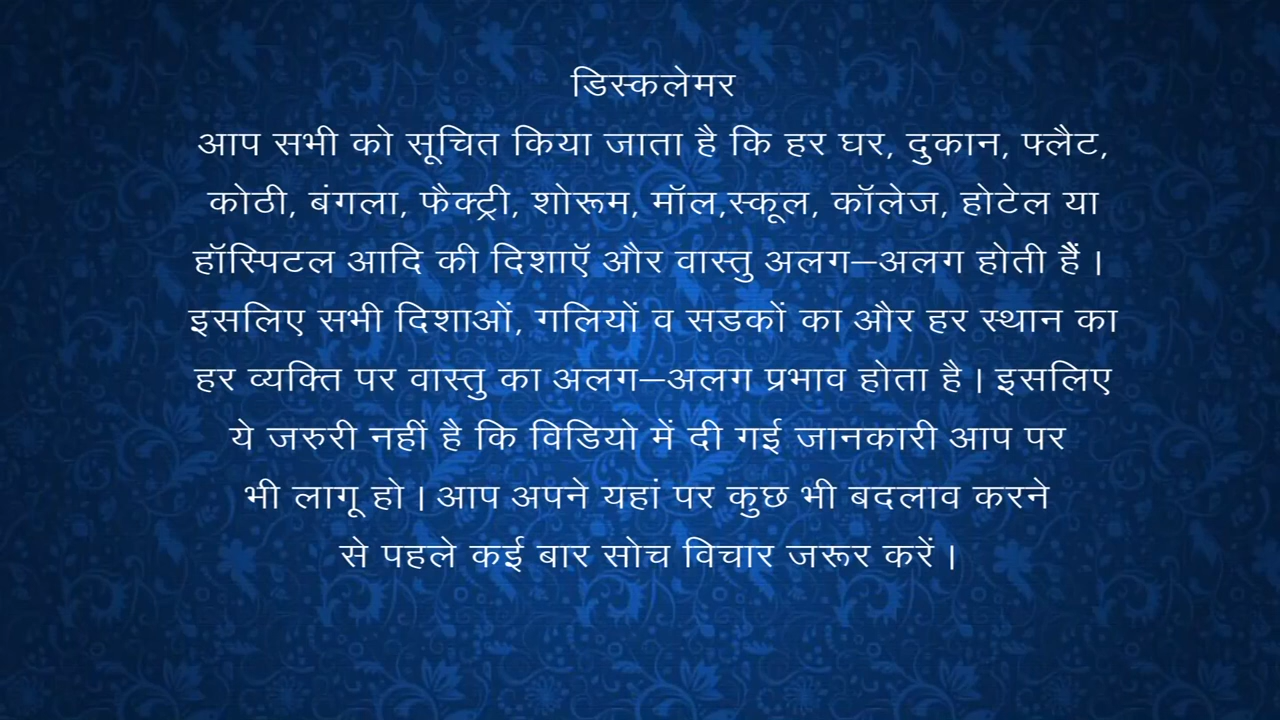 डिस्कलेमर
आप सभी को सूचित किया जाता है कि हर घर, दुकान, फ्लैट,
कोठी, बंगला, फैक्ट्री, शोरूम, मॉल,स्कूल, कॉलेज, होटेल या
हॉस्पिटल आदि की दिशाऍ और वास्तु अलग–अलग होती हैं ।
इसलिए सभी दिशाओं, गलियों व सडकों का और हर स्थान का
हर व्यक्ति पर वास्तु का अलग–अलग प्रभाव होता है । इसलिए
ये जरुरी नहीं है कि विडियो में दी गई जानकारी आप पर
भी लागू हो । आप अपने यहां पर कुछ भी बदलाव करने
से पहले कई बार सोच विचार जरूर करें ।